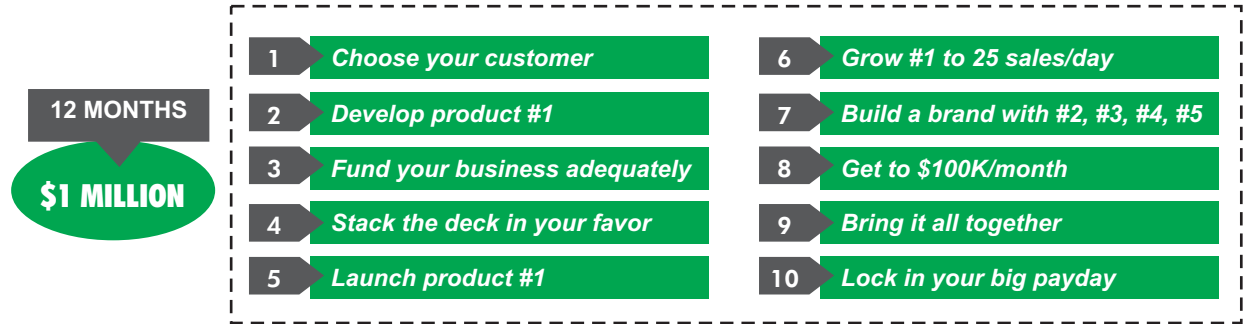 12 MONTHS
$1 MILLION
1 Choose your customer
2 Develop product #1
3 Fund your business adequately
4 Stack the deck in your favor
5 Launch product #1
6 Grow #1 to 25 sales/day
7 Build a brand with #2, #3, #4, #5
8 Get to $100K/month
9 Bring it all together
10 Lock in your big payday